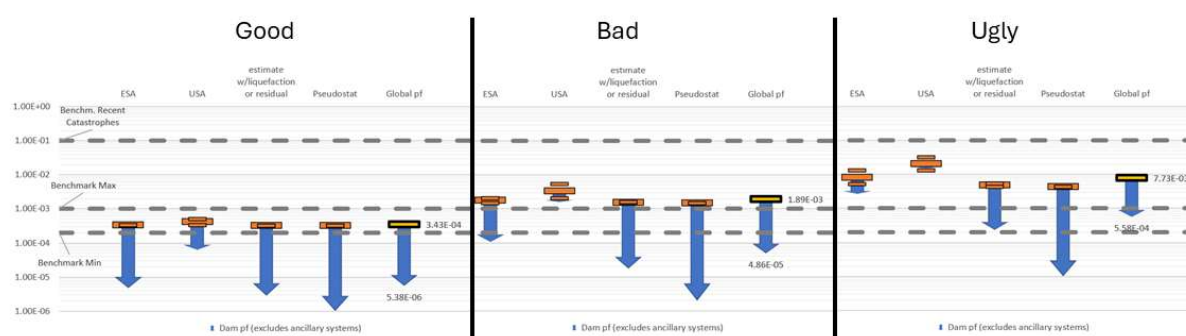 Good
Bad
Ugly
estimate
w/liquefaction
ESA USA or residual Pseudostat Global pf
estimate
w/liquefaction
ESA USA or residual Pseudostat Global pf
estimate
w/liquefaction
ESA USA or residual Pseudostat Global pf
1.00E+00
Benchm. Recent
Catastrophes
1.00E-01
1.00E-02
Benchmark Max
1.00E-03
1.00E-04
Benchmark Min
1.00E-05
1.00E-06
3.43E-04
5.38E-06
1.89E-03
4.86E-05
7.73E-03
5.58E-04
Dam pf (excludes ancillary systems)
Dam pf (excludes ancillary systems)
Dam pf (excludes ancillary systems)